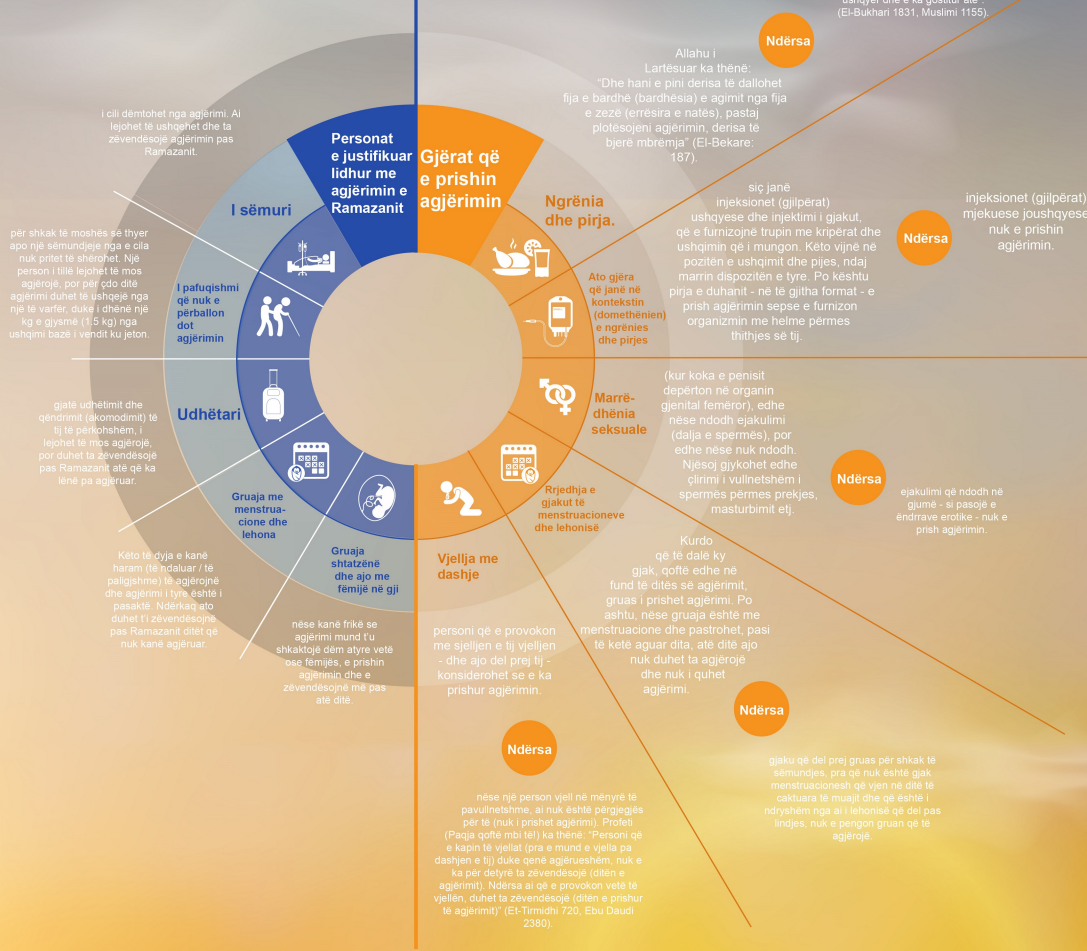 ushqyer dhe e ka gostitur atë".
(El-Bukhari 1831, Muslimi 1155).
Ndërsa
Allahu i
Lartësuar ka thënë:
"Dhe hani e pini derisa të dallohet
fija e bardhë (bardhësia) e agimit nga fija
e zezë (errësira e natës), pastaj
plotësojeni agjërimin, derisa të
bjerë mbrëmja" (El-Bekare:
187).
Gjërat që
e prishin
agjërimin
Ngrënia
dhe pirja.
Ato gjëra
që janë në
kontekstin
(domethënien)
e ngrënies
dhe pirjes
siç janë
injeksionet (gjilpërat)
ushqyese dhe injektimi i gjakut,
që e furnizojnë trupin me kripërat dhe
ushqimin që i mungon. Këto vijnë në
pozitën e ushqimit dhe pijes, ndaj
marrin dispozitën e tyre. Po kështu
pirja e duhanit - në të gjitha format - e
prish agjërimin sepse e furnizon
organizmin me helme përmes
thithjes së tij.
Ndërsa
injeksionet (gjilpërat)
mjekuese joushqyese
nuk e prishin
agjërimin.
Marrë-
dhënia
seksuale
(kur koka e penisit
depërton në organin
gjenital femëror), edhe
nëse ndodh ejakulimi
(dalja e spermës), por
edhe nëse nuk ndodh.
Njësoj gjykohet edhe
çlirimi i vullnetshëm i
spermës përmes prekjes,
masturbimit etj.
Ndërsa
ejakulimi që ndodh në
gjumë - si pasojë e
ëndrrave erotike - nuk e
prish agjërimin.
Rrjedhja e
gjakut të
menstruacioneve
dhe lehonisë
Kurdo
që të dalë ky
gjak, qoftë edhe në
fund të ditës së agjërimit,
gruas i prishet agjërimi. Po
ashtu, nëse gruaja është me
menstruacione dhe pastrohet, pasi
të ketë aguar dita, atë ditë ajo
nuk duhet ta agjërojë
dhe nuk i quhet
agjërimi.
Ndërsa
gjaku që del prej gruas për shkak të
sëmundjes, pra që nuk është gjak
menstruacionesh që vjen në ditë të
caktuara të muajit dhe që është i
ndryshëm nga ai i lehonisë që del pas
lindjes, nuk e pengon gruan që të
agjërojë.
Vjellja me
dashje
personi që e provokon
me sjelljen e tij vjelljen
- dhe ajo del prej tij -
konsiderohet se e ka
prishur agjërimin.
Ndërsa
nëse një person vjell në mënyrë të
pavullnetshme, ai nuk është përgjegjës
për të (nuk i prishet agjërimi). Profeti
(Paqja qoftë mbi të!) ka thënë: "Personi që
e kapin të vjellat (pra e mund e vjella pa
dashjen e tij) duke qenë agjërueshëm, nuk e
ka për detyrë ta zëvendësojë (ditën e
agjërimit). Ndërsa ai që e provokon vetë të
vjellën, duhet ta zëvendësojë (ditën e prishur
të agjërimit)" (Et-Tirmidhi 720, Ebu Daudi
2380).
Personat
e justifikuar
lidhur me
agjërimin e
Ramazanit
I sëmuri
i cili dëmtohet nga agjërimi. Ai
lejohet të ushqehet dhe ta
zëvendësojë agjërimin pas
Ramazanit.
I pafuqishmi
që nuk e
përballon
dot
agjërimin
për shkak të moshës së thyer
apo një sëmundjeje nga e cila
nuk pritet të shërohet. Një
person i tillë lejohet të mos
agjërojë, por për çdo ditë
agjërimi duhet të ushqejë nga
një të varfër, duke i dhënë një
kg e gjysmë (1,5 kg) nga
ushqimi bazë i vendit ku jeton.
Udhëtari
gjatë udhëtimit dhe
qëndrimit (akomodimit) të
tij të përkohshëm, i
lejohet të mos agjërojë,
por duhet ta zëvendësojë
pas Ramazanit atë që ka
lënë pa agjëruar.
Gruaja me
menstrua-
cione dhe
lehona
Këto të dyja e kanë
haram (të ndaluar / të
paligjshme) të agjërojnë
dhe agjërimi i tyre është i
pasaktë. Ndërkaq ato
duhet t'i zëvendësojnë
pas Ramazanit ditët që
nuk kanë agjëruar.
Gruaja
shtatzënë
dhe ajo me
fëmijë në gji
nëse kanë frikë se
agjërimi mund t'u
shkaktojë dëm atyre vetë
ose fëmijës, e prishin
agjërimin dhe e
zëvendësojnë më pas
atë ditë.